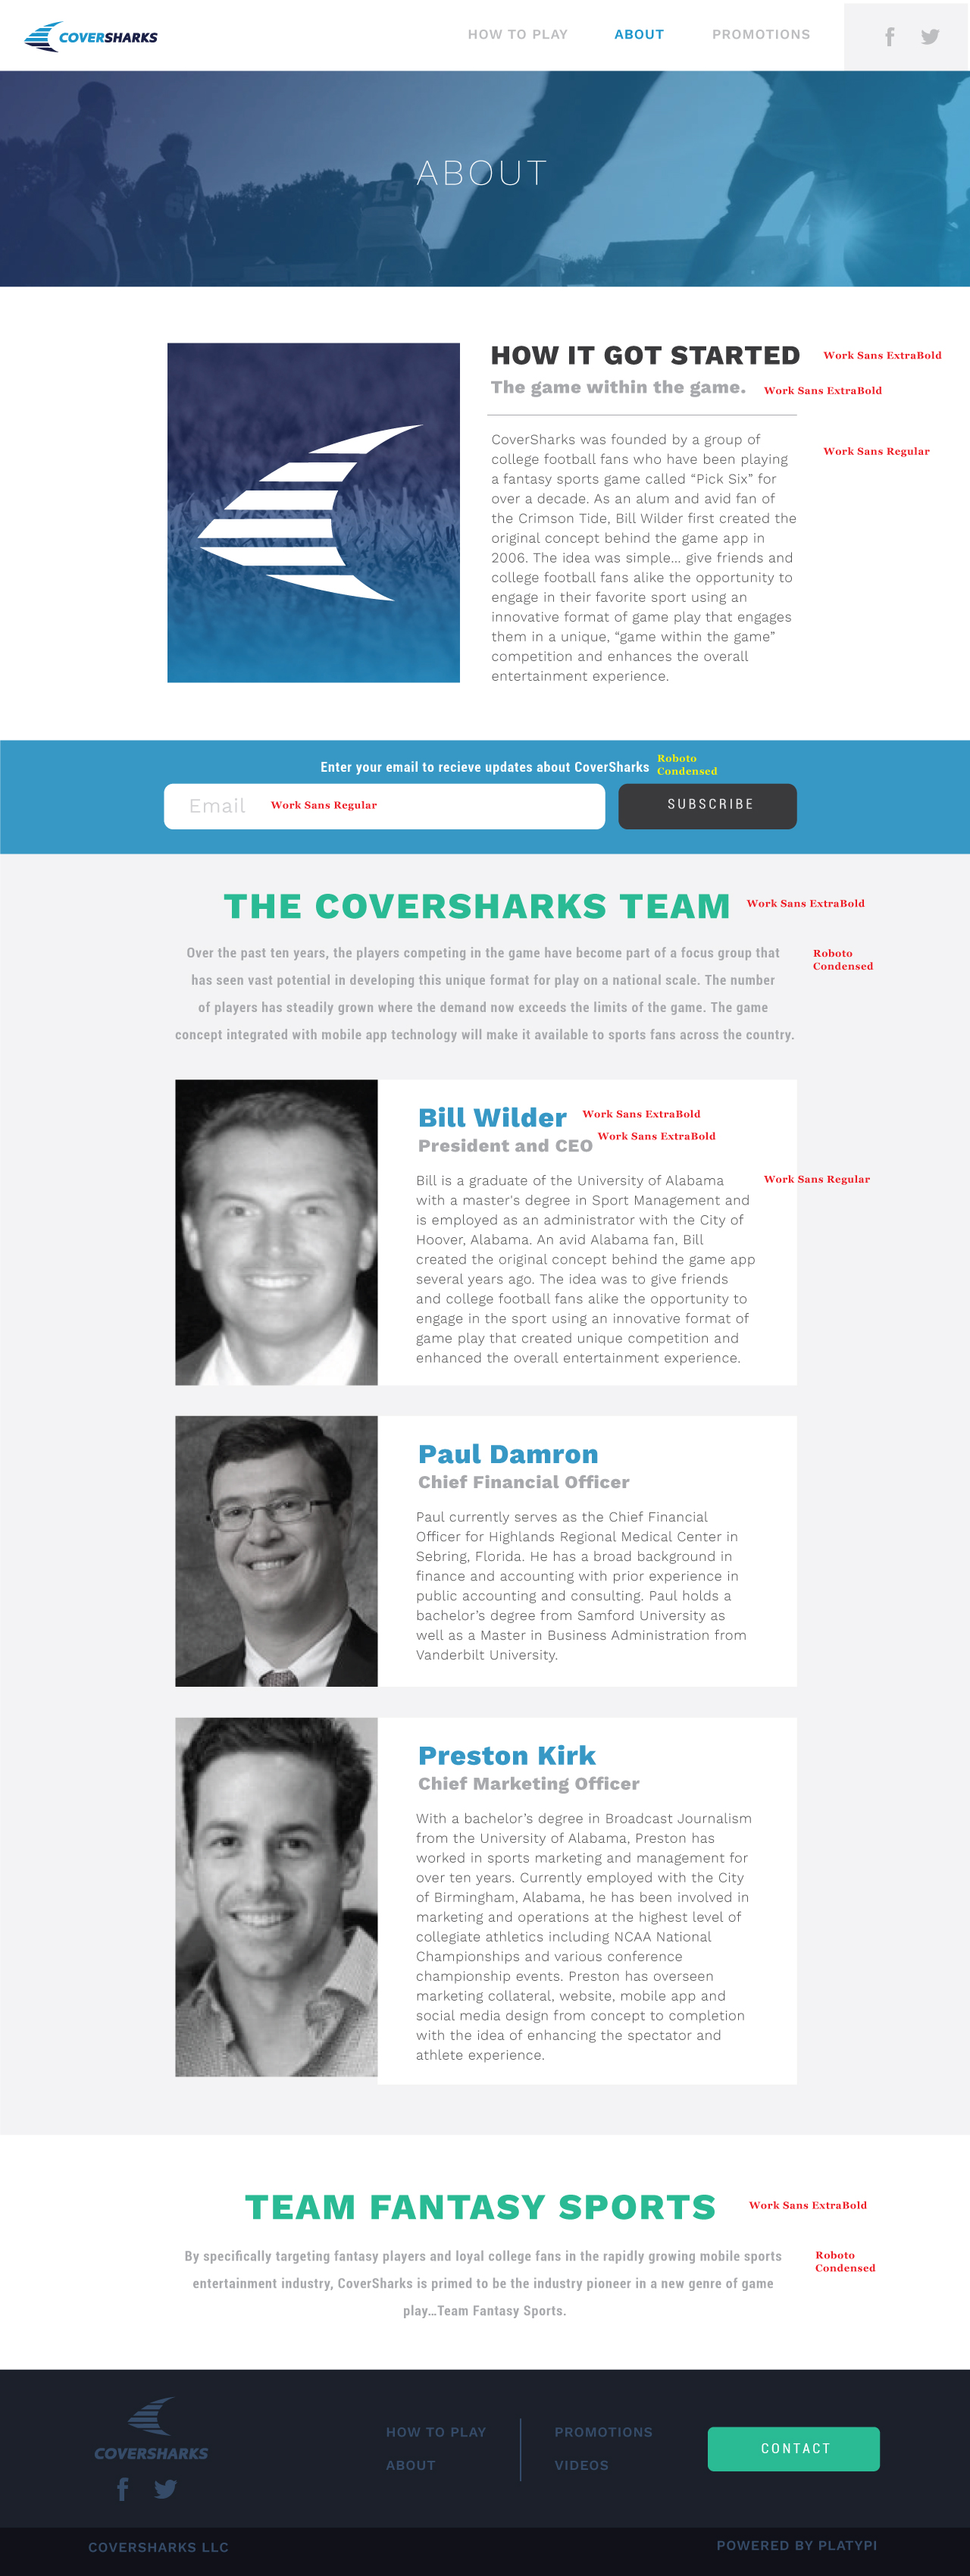 COVERSHARKS
HOW TO PLAY ABOUT PROMOTIONS
ABOUT
HOW IT GOT STARTED Work Sans ExtraBold
The game within the game. Work Sans ExtraBold
CoverSharks was founded by a group of
college football fans who have been playing Work Sans Regular
a fantasy sports game called “Pick Six” for
over a decade. As an alum and avid fan of
the Crimson Tide, Bill Wilder first created the
original concept behind the game app in
2006. The idea was simple... give friends and
college football fans alike the opportunity to
engage in their favorite sport using an
innovative format of game play that engages
them in a unique, “game within the game”
competition and enhances the overall
entertainment experience.
Enter your email to recieve updates about CoverSharks
Roboto
Condensed
Email Work Sans Regular SUBSCRIBE
THE COVERSHARKS TEAM Work Sans ExtraBold
Over the past ten years, the players competing in the game have become part of a focus group that
has seen vast potential in developing this unique format for play on a national scale. The number
of players has steadily grown where the demand now exceeds the limits of the game. The game
concept integrated with mobile app technology will make it available to sports fans across the country.
Roboto
Condensed
Bill Wilder Work Sans ExtraBold
President and CEO Work Sans ExtraBold
Bill is a graduate of the University of Alabama Work Sans Regular
with a master's degree in Sport Management and
is employed as an administrator with the City of
Hoover, Alabama. An avid Alabama fan, Bill
created the original concept behind the game app
several years ago. The idea was to give friends
and college football fans alike the opportunity to
engage in the sport using an innovative format of
game play that created unique competition and
enhanced the overall entertainment experience.
Paul Damron
Chief Financial Officer
Paul currently serves as the Chief Financial
Officer for Highlands Regional Medical Center in
Sebring, Florida. He has a broad background in
finance and accounting with prior experience in
public accounting and consulting. Paul holds a
bachelor’s degree from Samford University as
well as a Master in Business Administration from
Vanderbilt University.
Preston Kirk
Chief Marketing Officer
With a bachelor’s degree in Broadcast Journalism
from the University of Alabama, Preston has
worked in sports marketing and management for
over ten years. Currently employed with the City
of Birmingham, Alabama, he has been involved in
marketing and operations at the highest level of
collegiate athletics including NCAA National
Championships and various conference
championship events. Preston has overseen
marketing collateral, website, mobile app and
social media design from concept to completion
with the idea of enhancing the spectator and
athlete experience.
TEAM FANTASY SPORTS Work Sans ExtraBold
By specifically targeting fantasy players and loyal college fans in the rapidly growing mobile sports
entertainment industry, CoverSharks is primed to be the industry pioneer in a new genre of game
play...Team Fantasy Sports.
Roboto
Condensed
COVERSHARKS
HOW TO PLAY PROMOTIONS
ABOUT VIDEOS
CONTACT
COVERSHARKS LLC POWERED BY PLATYPI